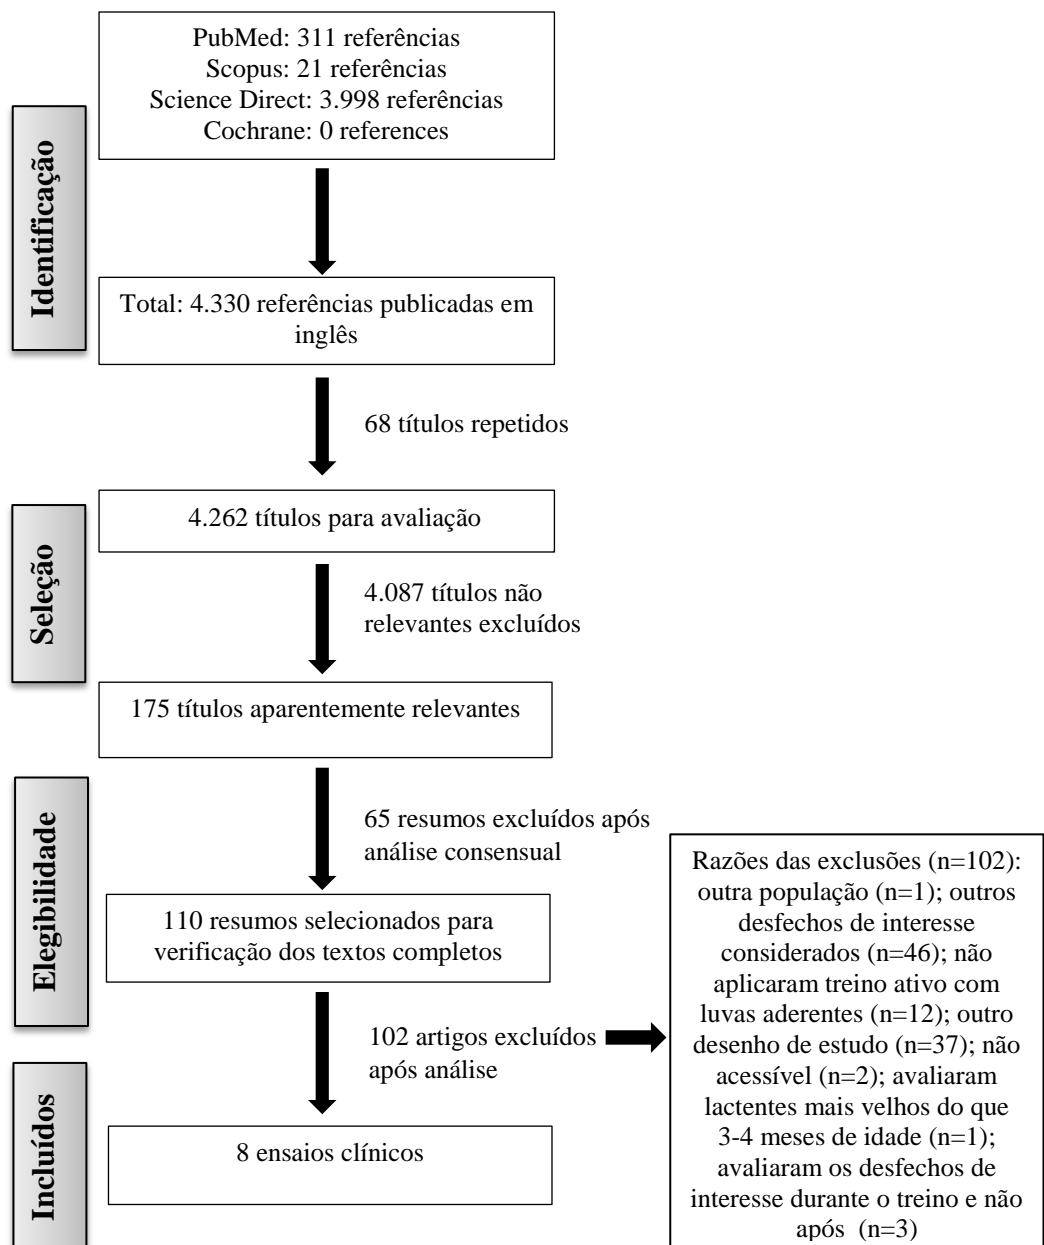 PubMed: 311 referências
Scopus: 21 referências
Science Direct: 3.998 referências
Cochrane: 0 references
Identificação
Total: 4.330 referências publicadas em
inglês
68 títulos repetidos
Seleção
4.262 títulos para avaliação
4.087 títulos não
relevantes excluídos
175 títulos aparentemente relevantes
Elegibilidade
65 resumos excluídos após
análise consensual
110 resumos selecionados para
verificação dos textos completos
102 artigos excluídos
após análise
Razões das exclusões (n=102):
outra população (n=1); outros
desfechos de interesse
considerados (n=46); não
aplicaram treino ativo com
luvas aderentes (n=12); outro
desenho de estudo (n=37); não
acessível (n=2); avaliaram
lactentes mais velhos do que
3-4 meses de idade (n=1);
avaliaram os desfechos de
interesse durante o treino e não
após (n=3)
Incluídos
8 ensaios clínicos